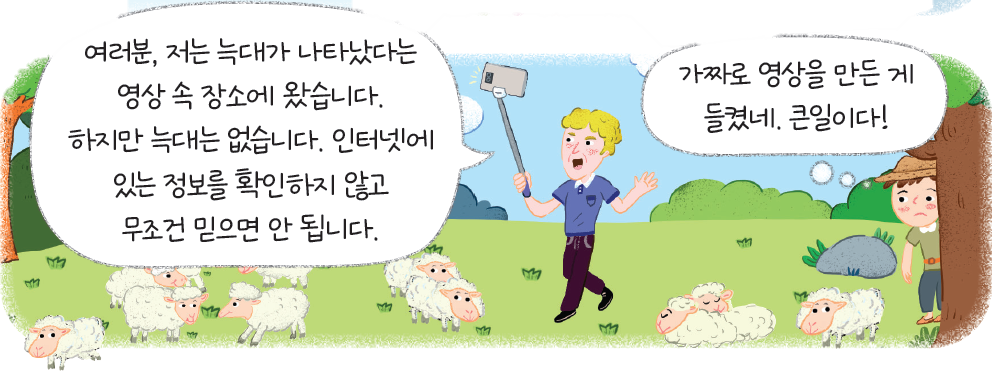 여러분, 저는 늑대가 나타났다는
영상 속 장소에 왔습니다.
하지만 늑대는 없습니다. 인터넷에
있는 정보를 확인하지 않고
무조건 믿으면 안 됩니다.
가짜로 영상을 만든 게
들켰네. 큰일이다!